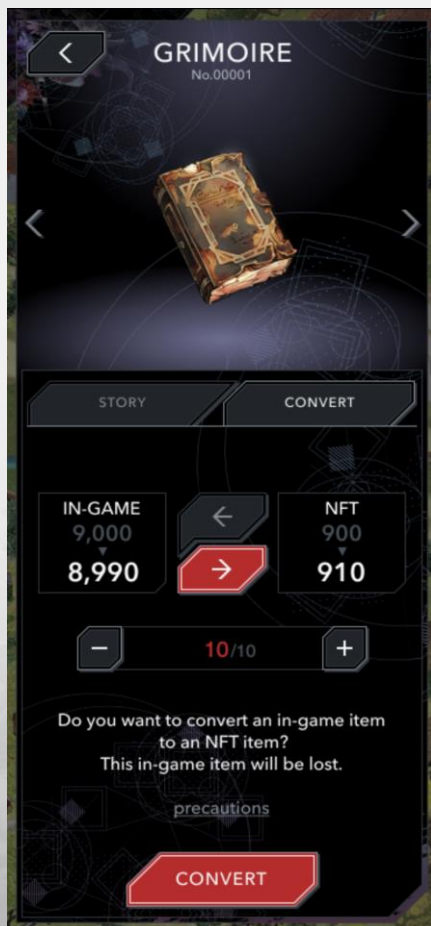 GRIMOIRE
No.00001
STORY
CONVERT
IN-GAME
9,000
8,990
NFT
900
910
10/10
Do you want to convert an in-game item
to an NFT item?
This in-game item will be lost.
precautions
CONVERT